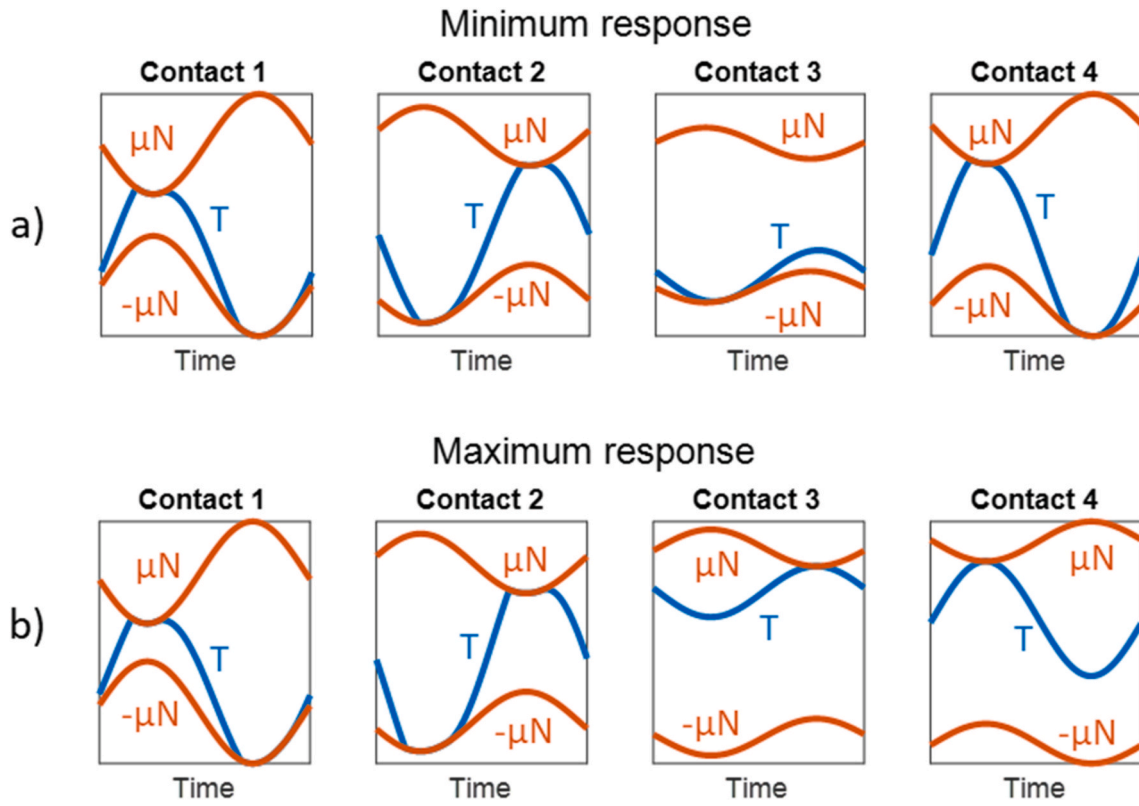 Minimum response
Contact 1 Contact 2 Contact 3 Contact 4
a)
μN T -μN
μN T -μN
μN T -μN
μN T -μN
Time Time Time Time
Maximum response
Contact 1 Contact 2 Contact 3 Contact 4
b)
μN T -μN
μN T -μN
μN T -μN
μN T -μN
Time Time Time Time